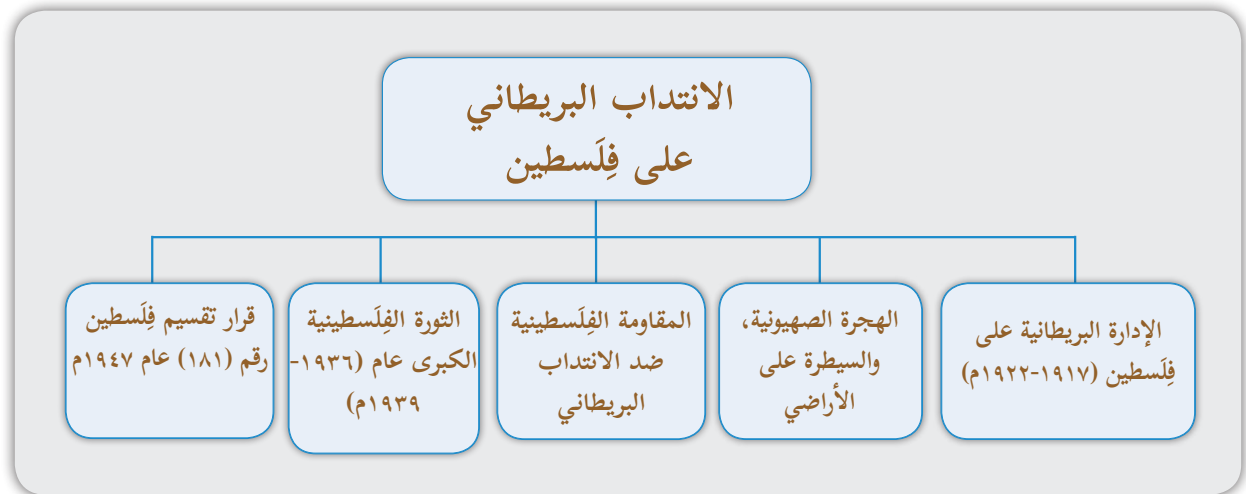 الانتداب البريطاني
على فِلَسطين
الإدارة البريطانية على
فِلَسطين (١٩١٧-١٩٢٢م)
الهجرة الصهيونية،
والسيطرة على
الأراضي
المقاومة الفِلَسطينية
ضد الانتداب
البريطاني
الثورة الفِلَسطينية
الكبرى عام (١٩٣٦-
١٩٣٩م)
قرار تقسيم فِلَسطين
رقم (١٨١) عام ١٩٤٧م